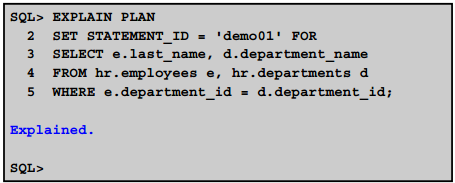 SQL> EXPLAIN PLAN
2 SET STATEMENT_ID = 'demo01' FOR
3 SELECT e.last_name, d.department_name
4 FROM hr.employees e, hr.departments d
5 WHERE e.department_id = d.department_id;
Explained.
SQL>